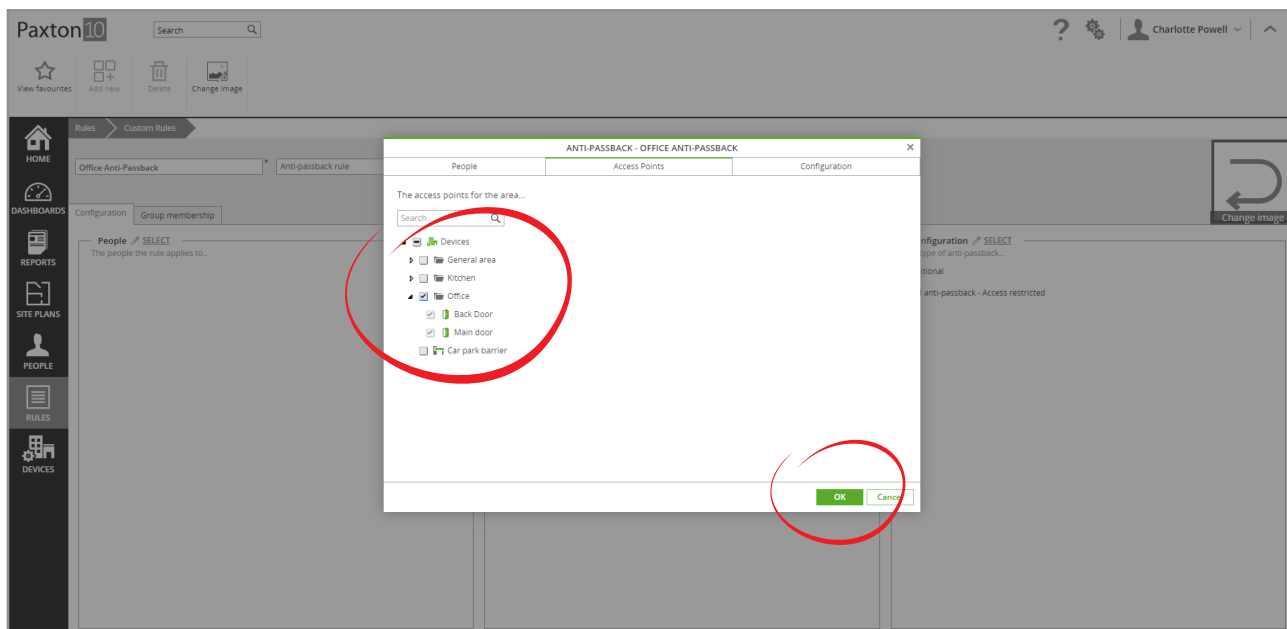 Paxton10
Search
Charlotte Powell
View favourites
Add new
Delete
Change image
Rules
Custom Rules
HOME
DASHBOARDS
REPORTS
SITE PLANS
PEOPLE
RULES
DEVICES
Office Anti-Passback
*
Anti-passback rule
Change image
Configuration
Group membership
People SELECT
The people the rule applies to...
ANTI-PASSBACK - OFFICE ANTI-PASSBACK
People
Access Points
Configuration
The access points for the area...
Search
Devices
General area
Kitchen
Office
Back Door
Main door
Car park barrier
OK
Cancel
nfiguration SELECT
type of anti-passback...
itional
anti-passback - Access restricted